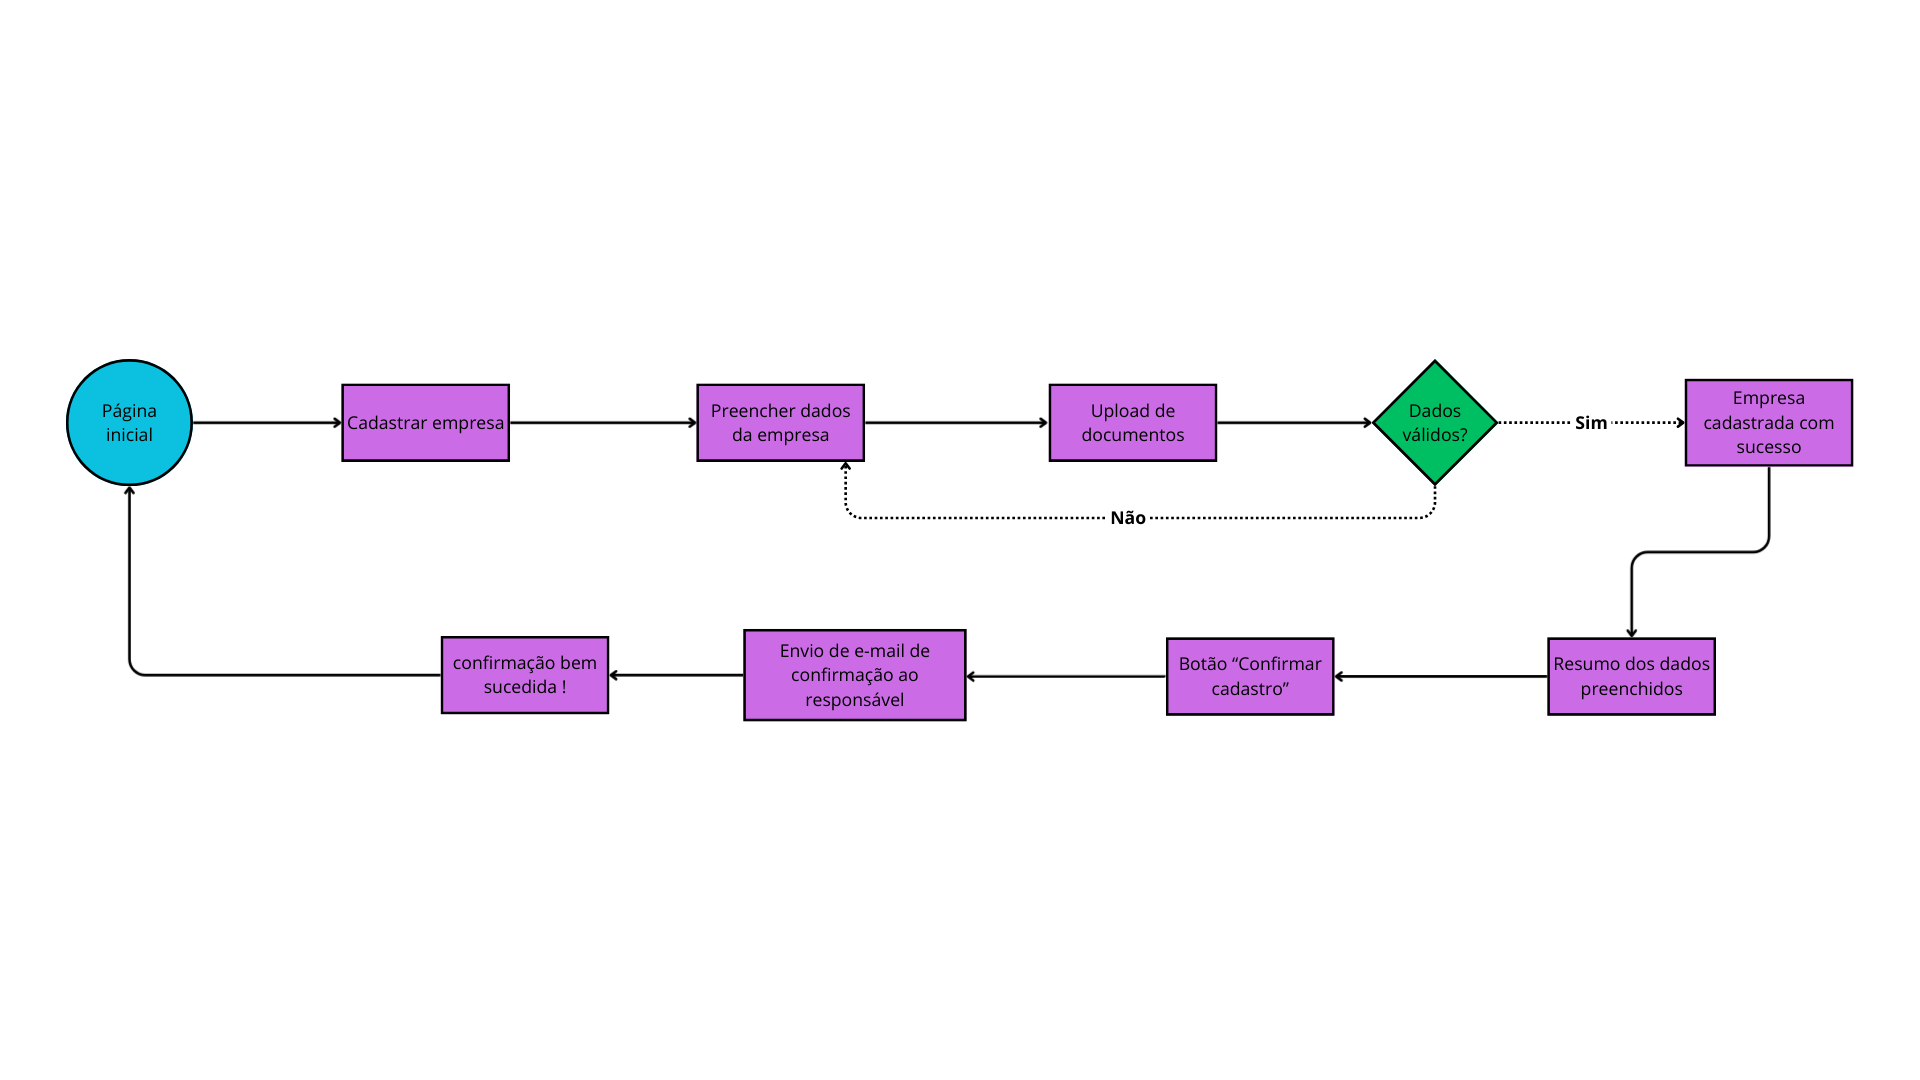 Página
inicial
Cadastrar empresa
Preencher dados
da empresa
Upload de
documentos
Dados
válidos?
Sim
Empresa
cadastrada com
sucesso
Não
Resumo dos dados
preenchidos
Botão “Confirmar
cadastro”
Envio de e-mail de
confirmação ao
responsável
confirmação bem
sucedida !